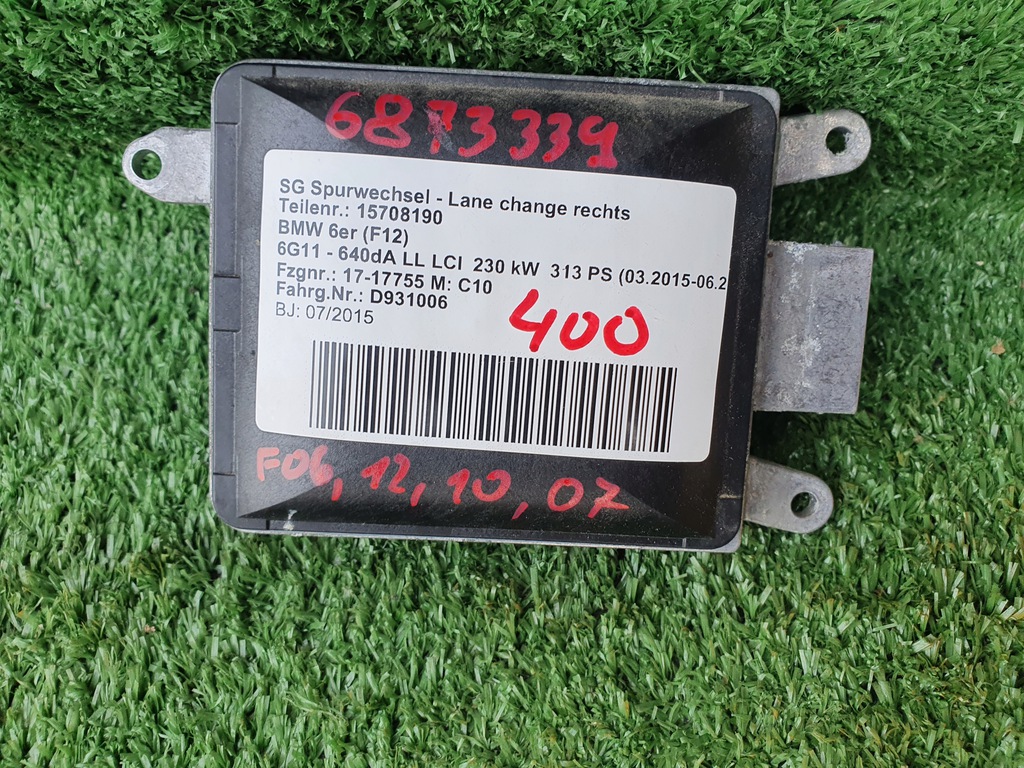 6873339
SG Spurwechsel - Lane change rechts
Teilenr.: 15708190
BMW 6er (F12)
6G11 - 640dA LL LCI  230 kW  313 PS (03.2015-06.2
Fzgnr.: 17-17755 M: C10
Fahrg.Nr.: D931006
BJ: 07/2015
400
F06, 12, 10, 07